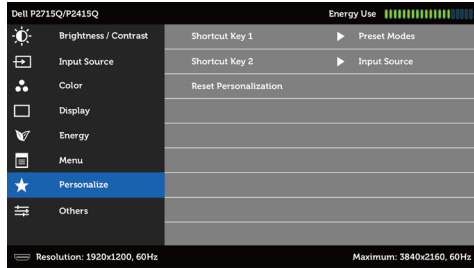 Dell P2715Q/P2415Q Energy Use
Brightness / Contrast Shortcut Key 1 Preset Modes
Input Source Shortcut Key 2 Input Source
Color Reset Personalization
Display
Energy
Menu
Personalize
Others
Resolution: 1920x1200, 60Hz Maximum: 3840x2160, 60Hz